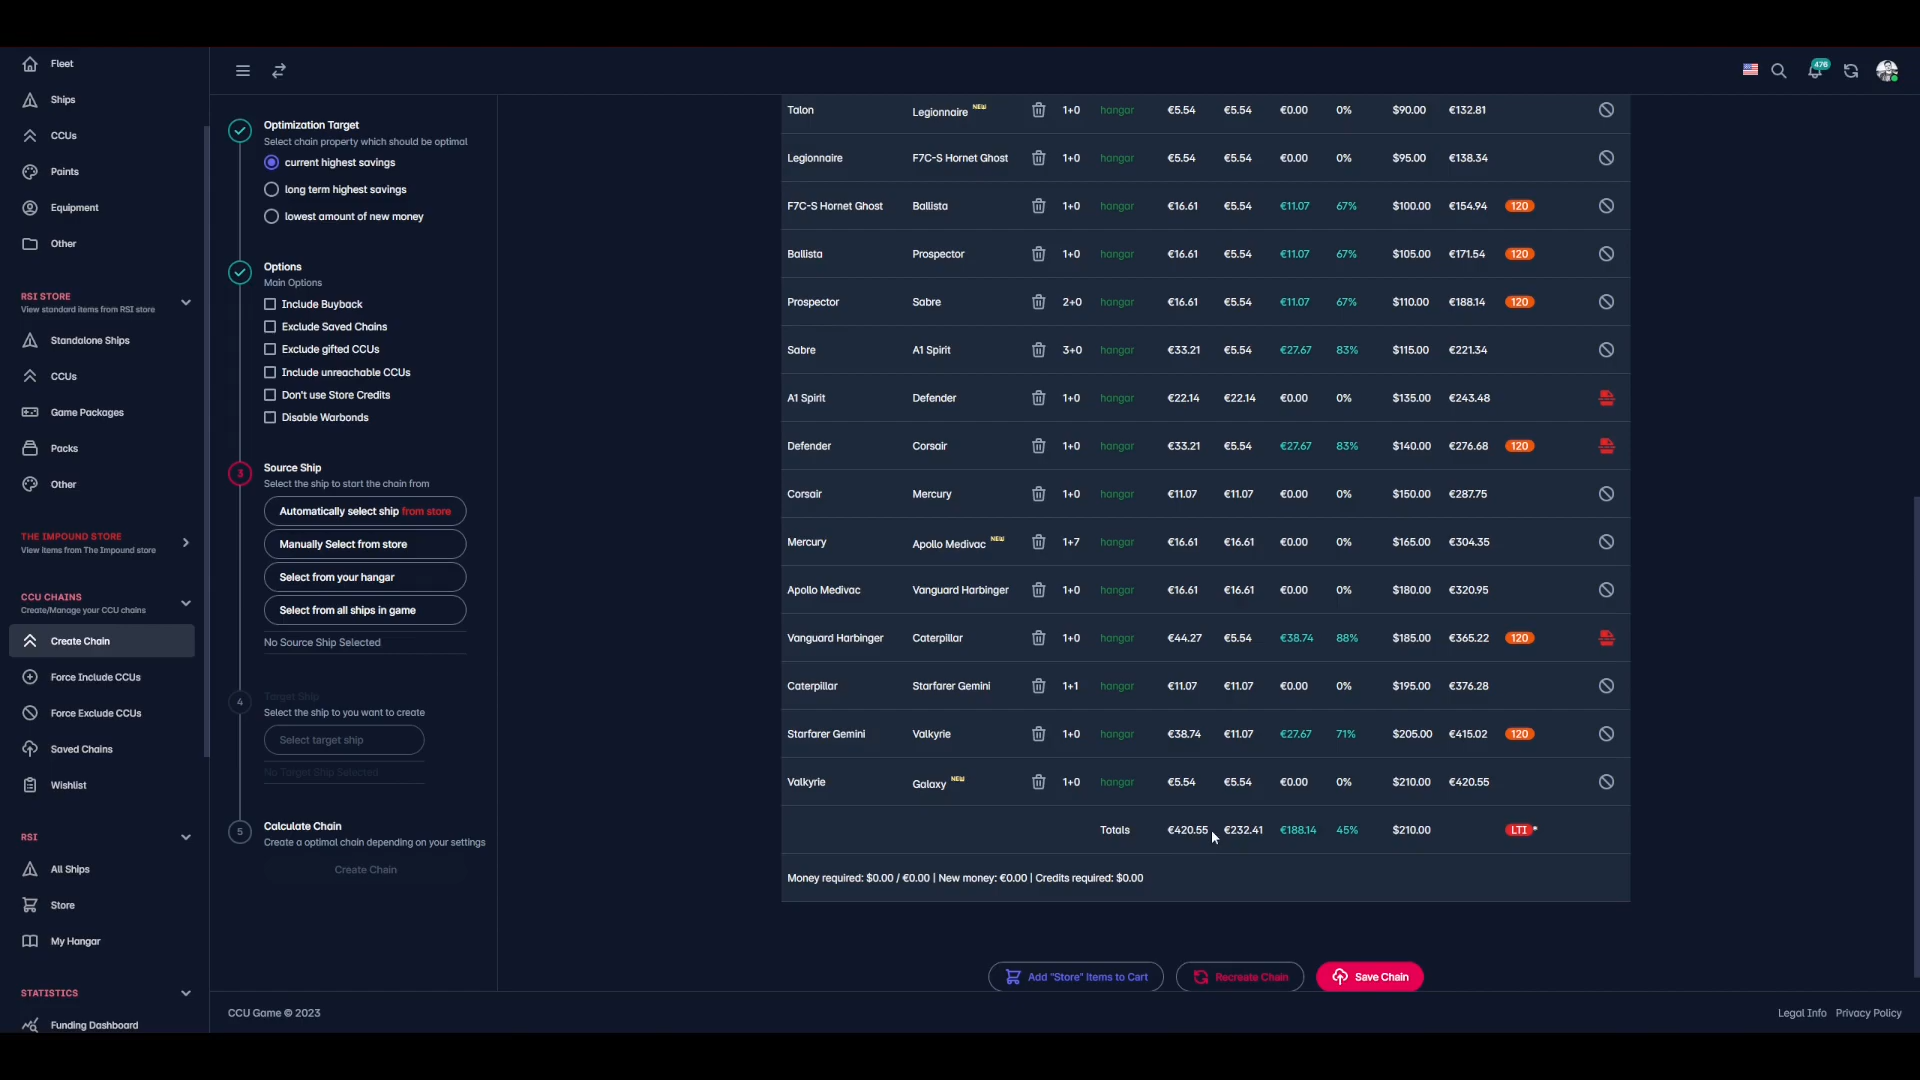 Fleet
Ships
CCUs
Paints
Equipment
Other
RSI STORE
View standard items from RSI store
Standalone Ships
CCUs
Game Packages
Packs
Other
THE IMPOUND STORE
View items from The Impound store
CCU CHAINS
Create/Manage your CCU chains
Create Chain
Force Include CCUs
Force Exclude CCUs
Saved Chains
Wishlist
RSI
All Ships
Store
My Hangar
STATISTICS
Funding Dashboard
476
Optimization Target
Select chain property which should be optimal
current highest savings
long term highest savings
lowest amount of new money
Options
Main Options
Include Buyback
Exclude Saved Chains
Exclude gifted CCUs
Include unreachable CCUs
Don't use Store Credits
Disable Warbonds
3 Source Ship
Select the ship to start the chain from
Automatically select ship from store
Manually Select from store
Select from your hangar
Select from all ships in game
No Source Ship Selected
4 Target Ship
Select the ship to you want to create
Select target ship
No Target Ship Selected
5 Calculate Chain
Create a optimal chain depending on your settings
Create Chain
Talon Legionnaire NEW 1+0 hangar €5.54 €5.54 €0.00 0% $90.00 €132.81
Legionnaire F7C-S Hornet Ghost 1+0 hangar €5.54 €5.54 €0.00 0% $95.00 €138.34
F7C-S Hornet Ghost Ballista 1+0 hangar €16.61 €5.54 €11.07 67% $100.00 €154.94 120
Ballista Prospector 1+0 hangar €16.61 €5.54 €11.07 67% $105.00 €171.54 120
Prospector Sabre 2+0 hangar €16.61 €5.54 €11.07 67% $110.00 €188.14 120
Sabre A1 Spirit 3+0 hangar €33.21 €5.54 €27.67 83% $115.00 €221.34
A1 Spirit Defender 1+0 hangar €22.14 €22.14 €0.00 0% $135.00 €243.48
Defender Corsair 1+0 hangar €33.21 €5.54 €27.67 83% $140.00 €276.68 120
Corsair Mercury 1+0 hangar €11.07 €11.07 €0.00 0% $150.00 €287.75
Mercury Apollo Medivac NEW 1+7 hangar €16.61 €16.61 €0.00 0% $165.00 €304.35
Apollo Medivac Vanguard Harbinger 1+0 hangar €16.61 €16.61 €0.00 0% $180.00 €320.95
Vanguard Harbinger Caterpillar 1+0 hangar €44.27 €5.54 €38.74 88% $185.00 €365.22 120
Caterpillar Starfarer Gemini 1+1 hangar €11.07 €11.07 €0.00 0% $195.00 €376.28
Starfarer Gemini Valkyrie 1+0 hangar €38.74 €11.07 €27.67 71% $205.00 €415.02 120
Valkyrie Galaxy NEW 1+0 hangar €5.54 €5.54 €0.00 0% $210.00 €420.55
Totals €420.55 €232.41 €188.14 45% $210.00 LTI *
Money required: $0.00 / €0.00 | New money: €0.00 | Credits required: $0.00
Add "Store" Items to Cart
Recreate Chain
Save Chain
CCU Game © 2023
Legal Info Privacy Policy